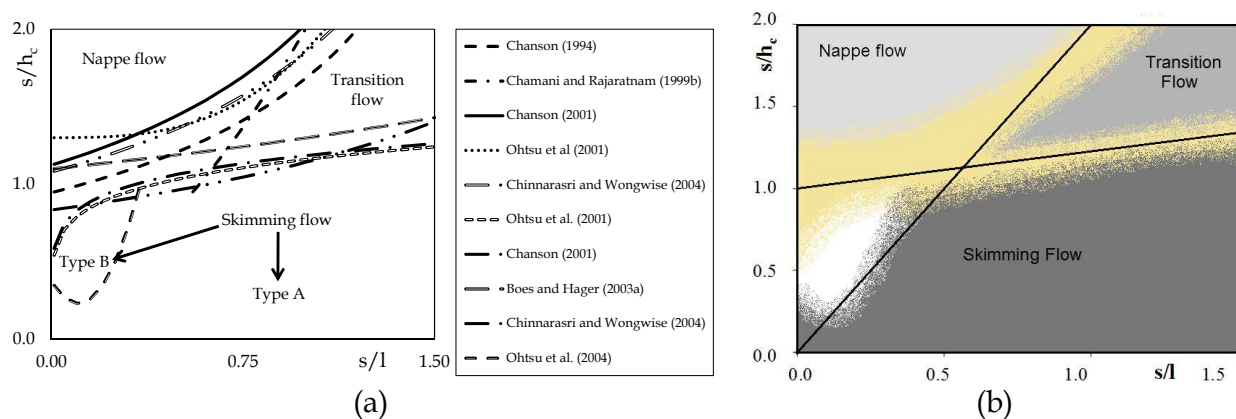 2.0
s/hc
1.0
0.0
0.00
0.75
s/l
1.50
Nappe flow
Transition
flow
Skimming flow
Type B
Type A
Chanson (1994)
Chamani and Rajaratnam (1999b)
Chanson (2001)
Ohtsu et al (2001)
Chinnarasri and Wongwise (2004)
Ohtsu et al. (2001)
Chanson (2001)
Boes and Hager (2003a)
Chinnarasri and Wongwise (2004)
Ohtsu et al. (2004)
(a)
2.0
s/hc
1.5
1.0
0.5
0.0
0.0
0.5
1.0
s/l
1.5
Nappe flow
Transition
Flow
Skimming Flow
(b)